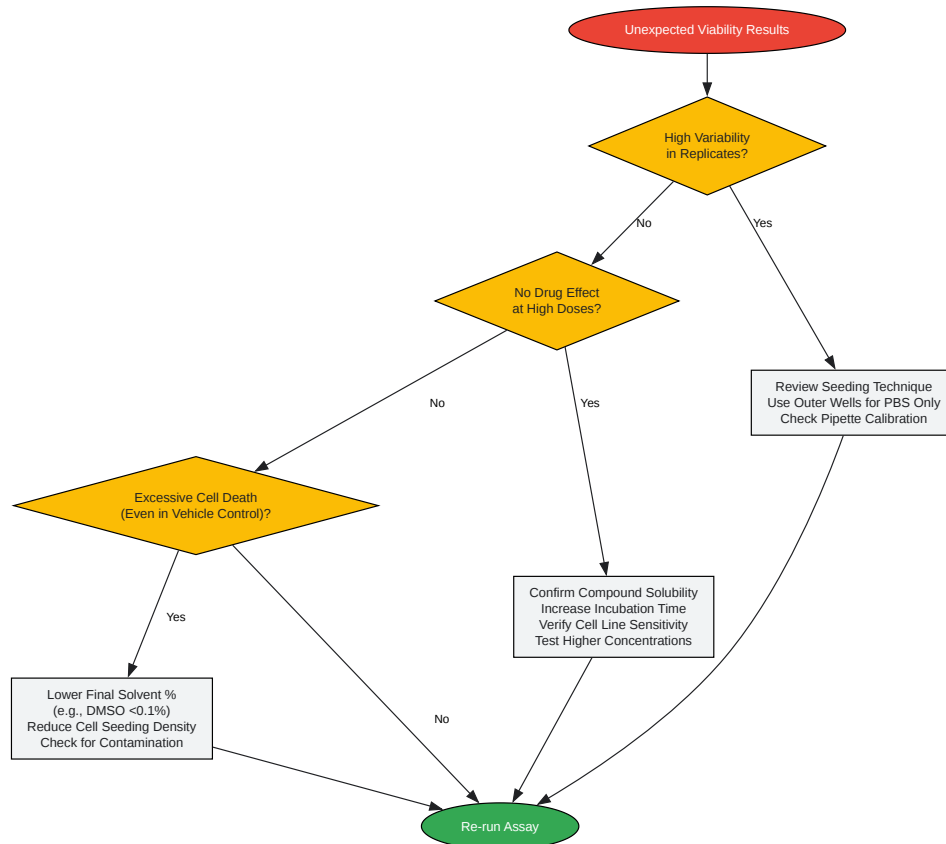 Unexpected Viability Results
High Variability
in Replicates?
No
Yes
No Drug Effect
at High Doses?
Review Seeding Technique
Use Outer Wells for PBS Only
Check Pipette Calibration
No
Yes
Excessive Cell Death
(Even in Vehicle Control)?
Confirm Compound Solubility
Increase Incubation Time
Verify Cell Line Sensitivity
Test Higher Concentrations
Yes
No
Lower Final Solvent %
(e.g., DMSO <0.1%)
Reduce Cell Seeding Density
Check for Contamination
Re-run Assay